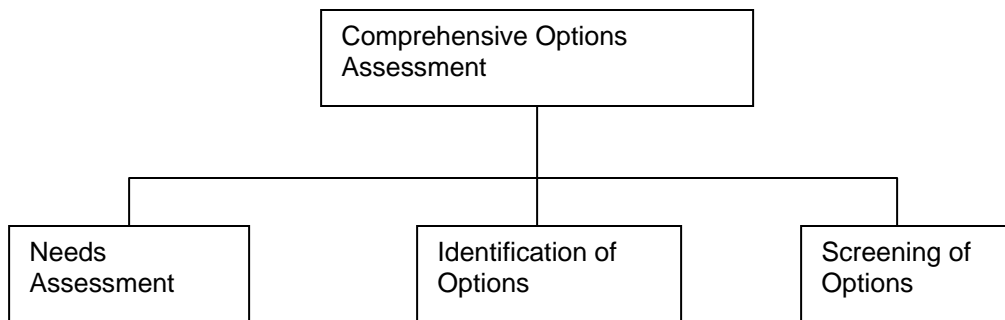 Comprehensive Options
Assessment
Needs
Assessment
Identification of
Options
Screening of
Options